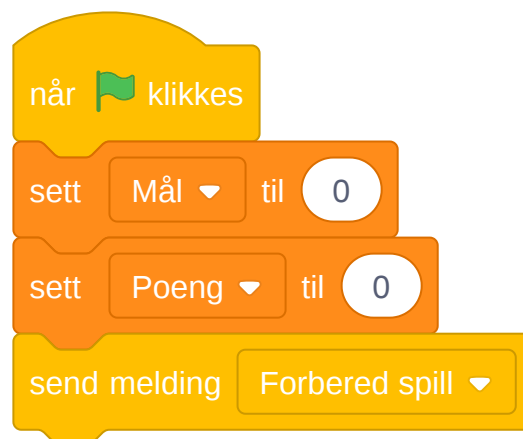 når klikkes
sett Mål til 0
sett Poeng til 0
send melding Forbered spill